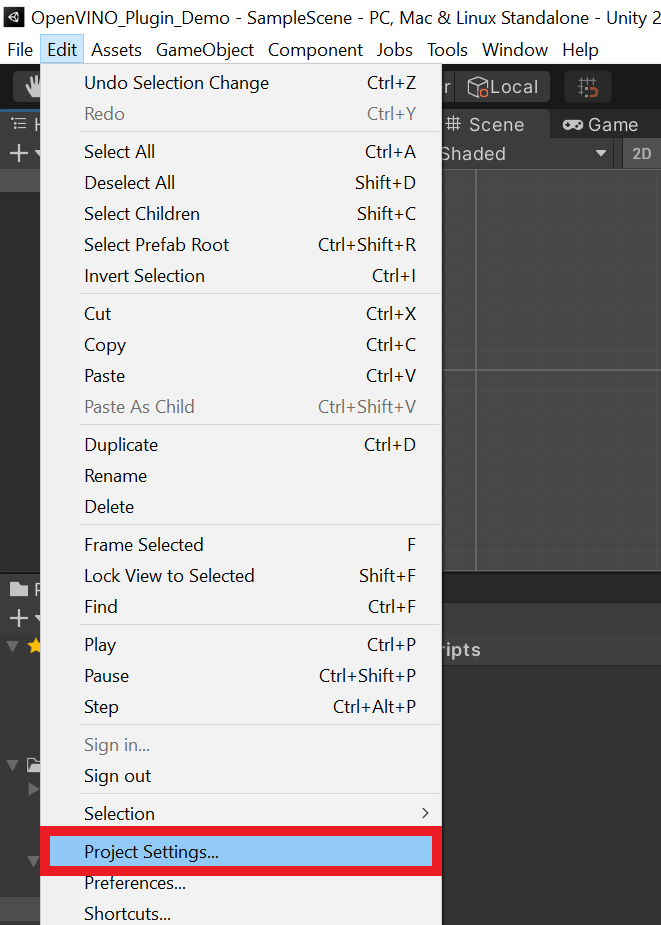 OpenVINO_Plugin_Demo - SampleScene - PC, Mac & Linux Standalone - Unity 2
File Edit Assets GameObject Component Jobs Tools Window Help
Undo Selection Change Ctrl+Z
Local
Redo Ctrl+Y
Scene Game
Select All Ctrl+A
Shaded 2D
Deselect All Shift+D
Select Children Shift+C
Select Prefab Root Ctrl+Shift+R
Invert Selection Ctrl+I
Cut Ctrl+X
Copy Ctrl+C
Paste Ctrl+V
Paste As Child Ctrl+Shift+V
Duplicate Ctrl+D
Rename
Delete
Frame Selected F
Lock View to Selected Shift+F
Find Ctrl+F
Play Ctrl+P
ripts
Pause Ctrl+Shift+P
Step Ctrl+Alt+P
Sign in...
Sign out
Selection
Project Settings...
Preferences...
Shortcuts...